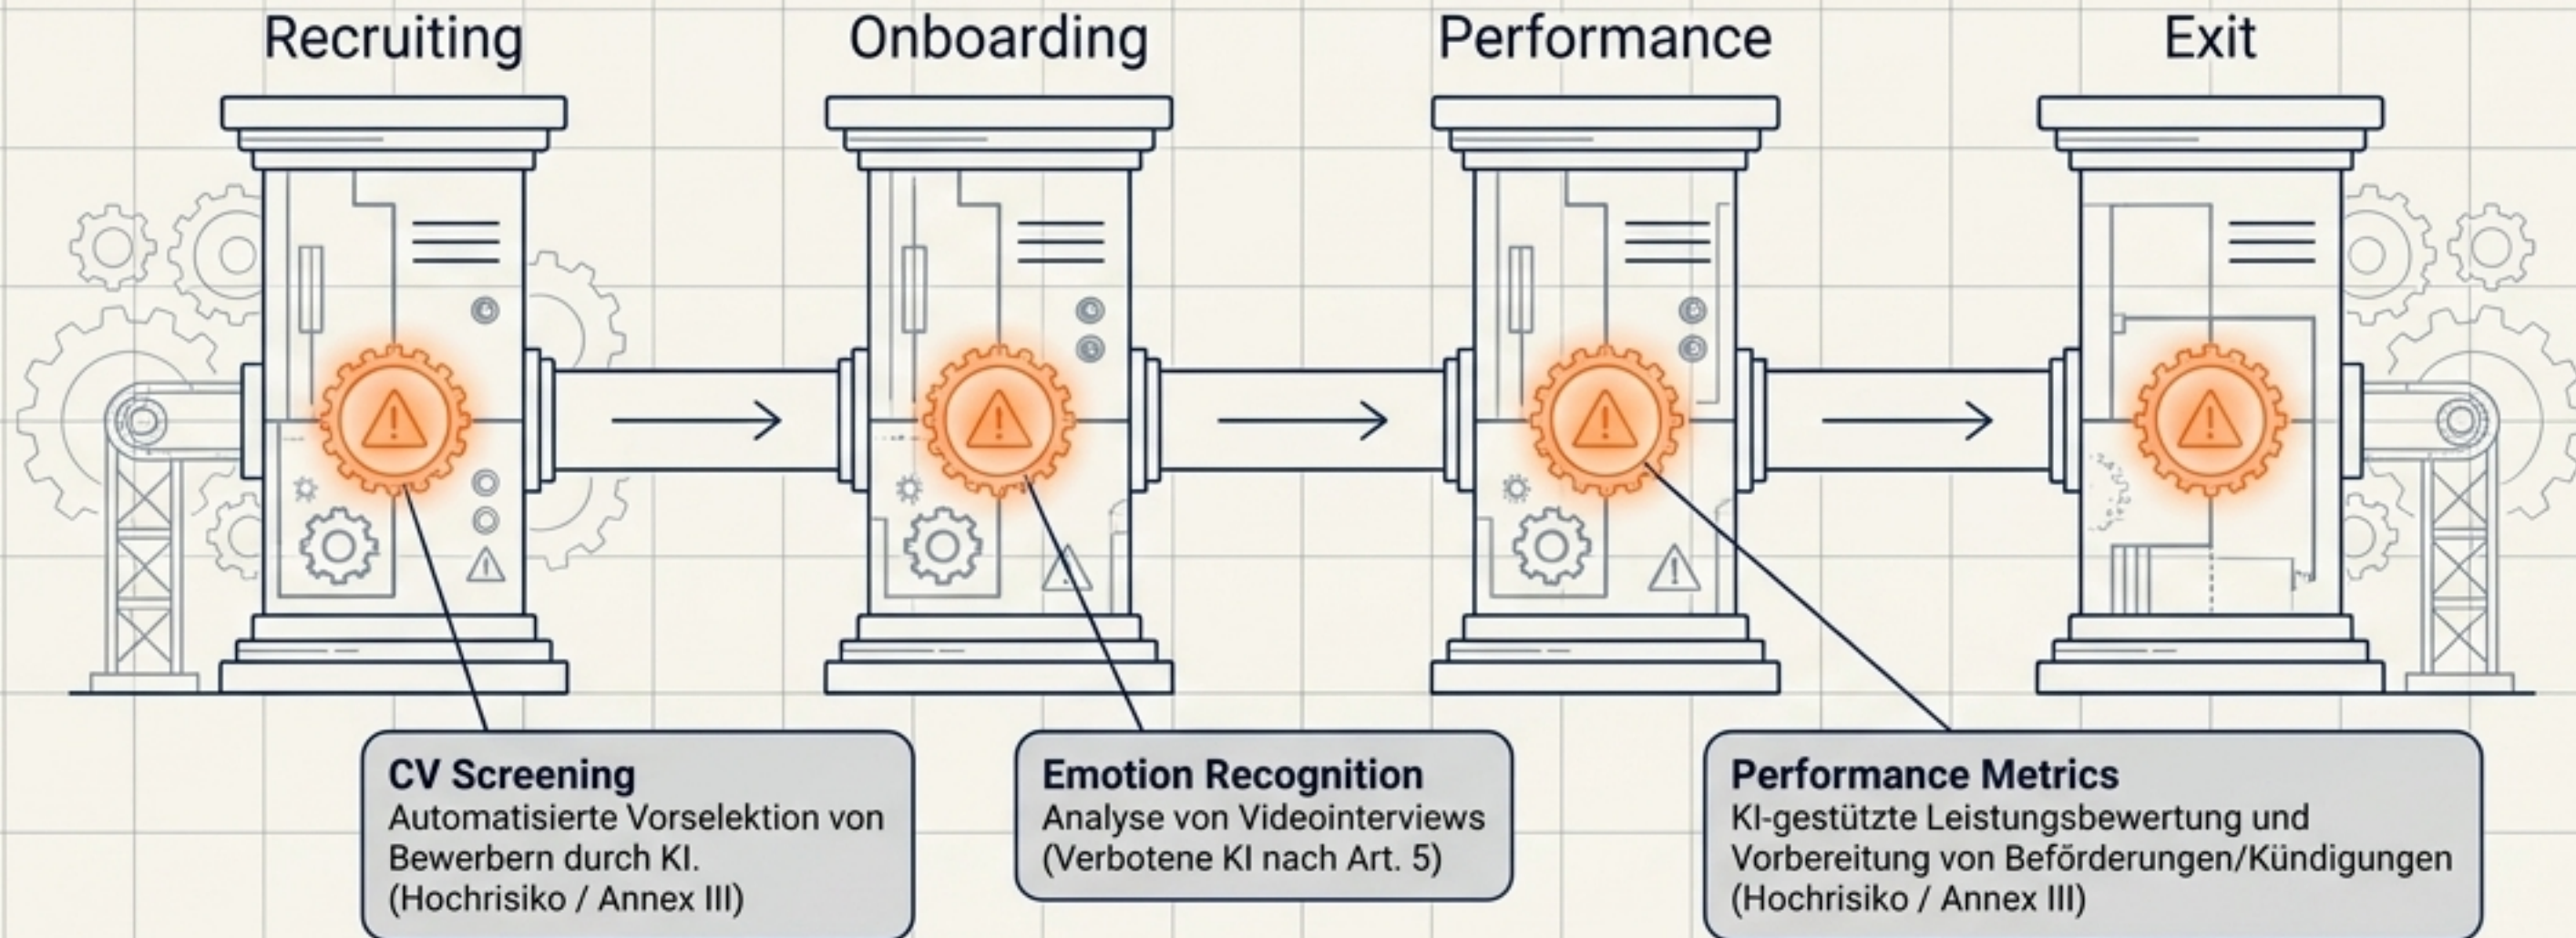 Recruiting
Onboarding
Performance
Exit
CV Screening
Automatisierte Vorselektion von
Bewerbern durch KI.
(Hochrisiko / Annex III)
Emotion Recognition
Analyse von Videointerviews
(Verbotene KI nach Art. 5)
Performance Metrics
KI-gestützte Leistungsbewertung und
Vorbereitung von Beförderungen/Kündigungen
(Hochrisiko / Annex III)